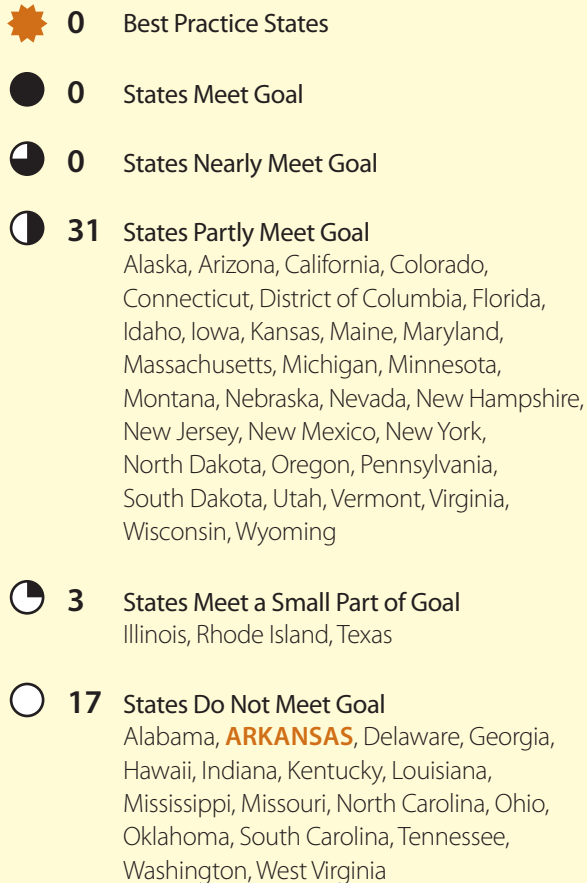 0 Best Practice States
0 States Meet Goal
0 States Nearly Meet Goal
31 States Partly Meet Goal
Alaska, Arizona, California, Colorado,
Connecticut, District of Columbia, Florida,
Idaho, Iowa, Kansas, Maine, Maryland,
Massachusetts, Michigan, Minnesota,
Montana, Nebraska, Nevada, New Hampshire,
New Jersey, New Mexico, New York,
North Dakota, Oregon, Pennsylvania,
South Dakota, Utah, Vermont, Virginia,
Wisconsin, Wyoming
3 States Meet a Small Part of Goal
Illinois, Rhode Island, Texas
17 States Do Not Meet Goal
Alabama, ARKANSAS, Delaware, Georgia,
Hawaii, Indiana, Kentucky, Louisiana,
Mississippi, Missouri, North Carolina, Ohio,
Oklahoma, South Carolina, Tennessee,
Washington, West Virginia